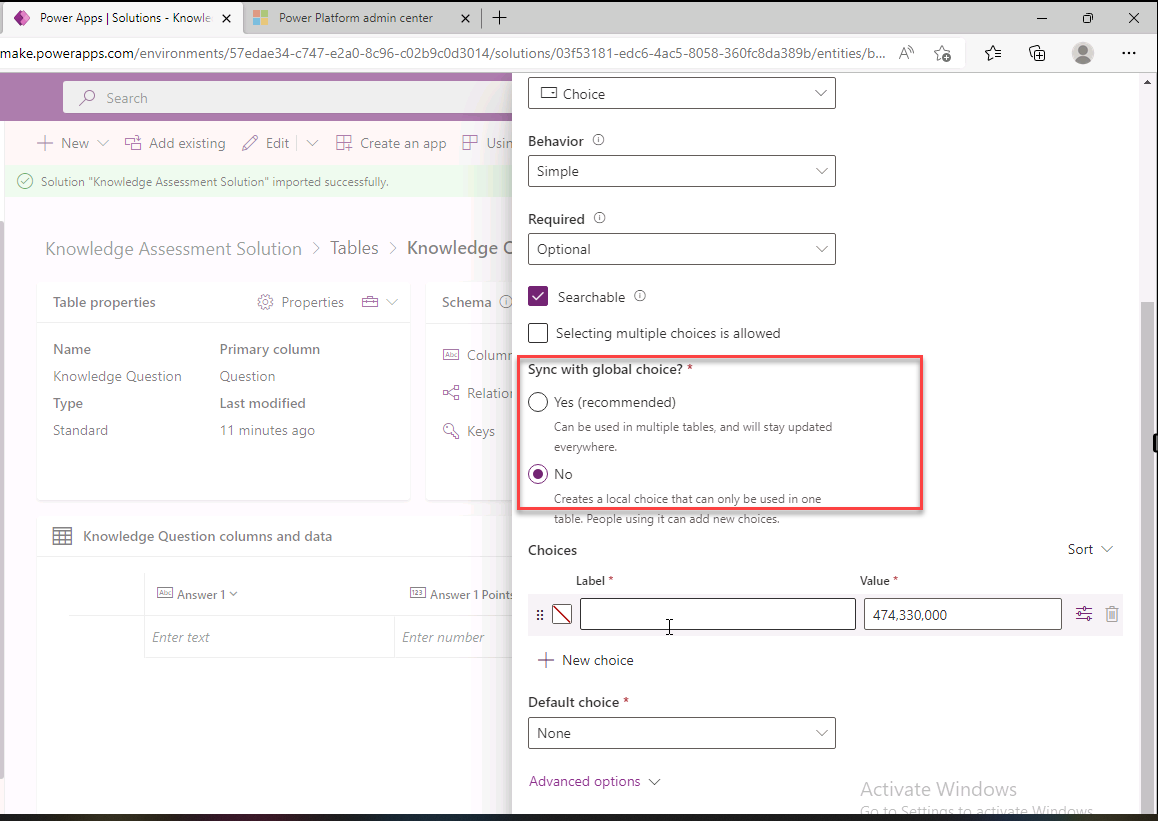 Power Apps | Solutions - Knowle
Power Platform admin center
make.powerapps.com/environments/57edae34-c747-e2a0-8c96-c02b9c0d3014/solutions/03f53181-edc6-4ac5-8058-360fc8da389b/entities/b...
Search
New
Add existing
Edit
Create an app
Usin
Solution "Knowledge Assessment Solution" imported successfully.
Knowledge Assessment Solution > Tables > Knowledge Q
Table properties
Properties
Name
Primary column
Knowledge Question
Question
Type
Last modified
Standard
11 minutes ago
Schema
Column
Relation
Keys
Knowledge Question columns and data
Abc Answer 1
123 Answer 1 Points
Enter text
Enter number
Choice
Behavior
Simple
Required
Optional
Searchable
Selecting multiple choices is allowed
Sync with global choice? *
Yes (recommended)
Can be used in multiple tables, and will stay updated
everywhere.
No
Creates a local choice that can only be used in one
table. People using it can add new choices.
Choices
Sort
Label *
Value *
474,330,000
New choice
Default choice *
None
Advanced options
Activate Windows
Go to Settings to activate Windows.